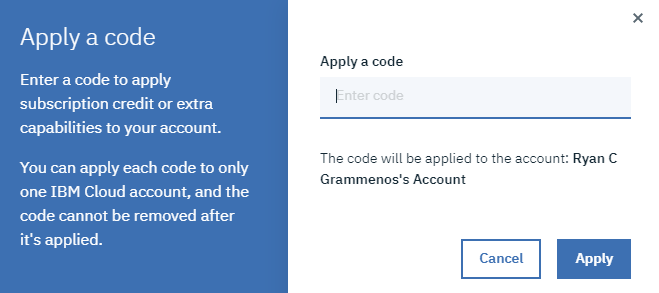 Apply a code
Enter a code to apply
subscription credit or extra
capabilities to your account.
You can apply each code to only
one IBM Cloud account, and the
code cannot be removed after
it's applied.
Apply a code
Enter code
The code will be applied to the account: Ryan C
Grammenos's Account
Cancel
Apply